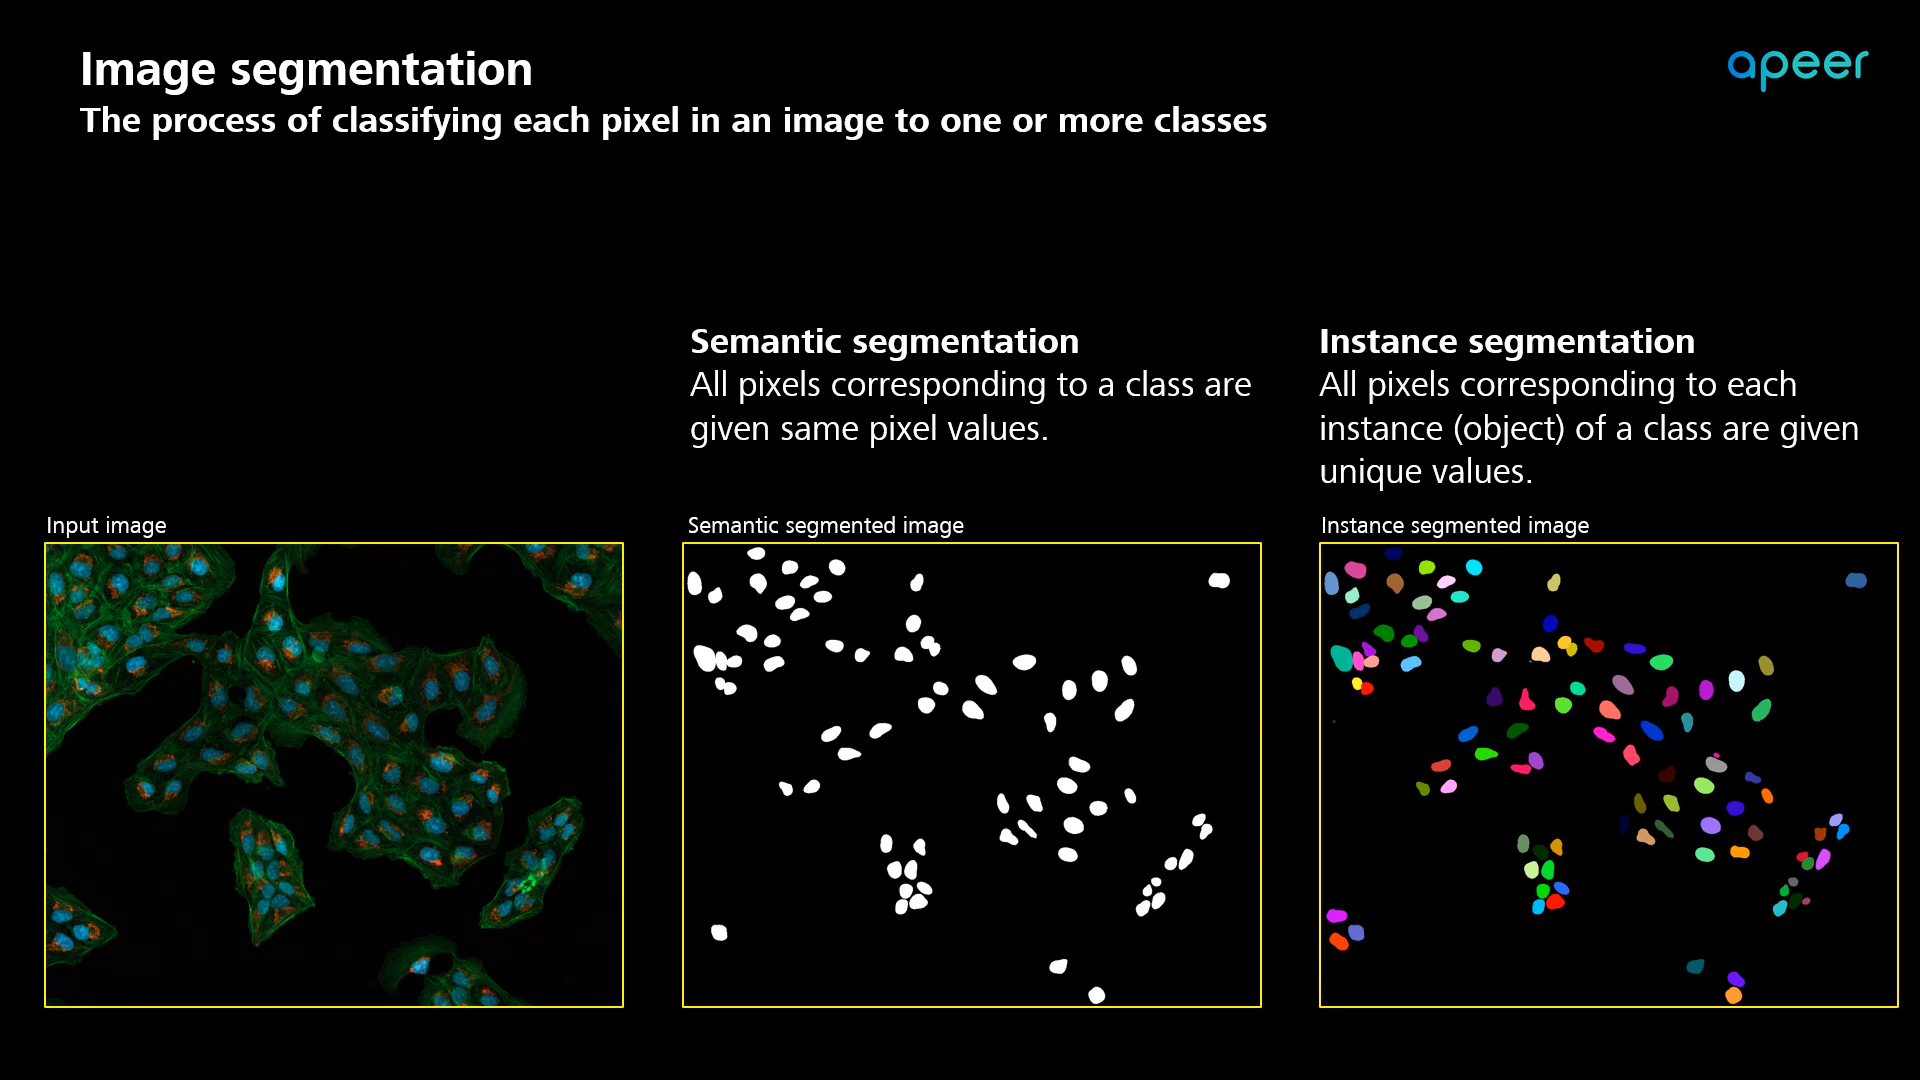 Image segmentation
apeer
The process of classifying each pixel in an image to one or more classes
Semantic segmentation
All pixels corresponding to a class are
given same pixel values.
Instance segmentation
All pixels corresponding to each
instance (object) of a class are given
unique values.
Input image
Semantic segmented image
Instance segmented image